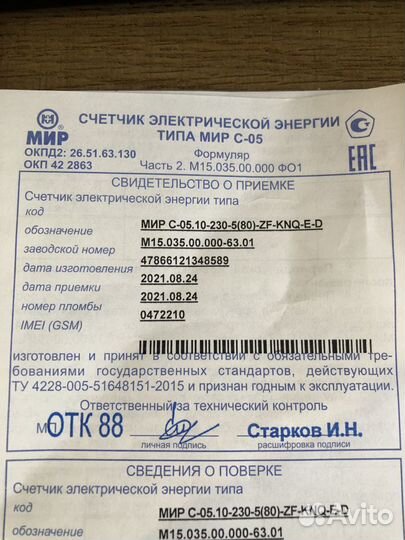 МИР
СЧЕТЧИК ЭЛЕКТРИЧЕСКОЙ ЭНЕРГИИ
ТИПА МИР С-05
ОКПД2: 26.51.63.130
Формуляр
ОКП 42 2863
Часть 2. М15.035.00.000 ФО1
ЕАС
СВИДЕТЕЛЬСТВО О ПРИЕМКЕ
Счетчик электрической энергии типа
код
МИР С-05.10-230-5(80)-ZF-KNQ-E-D
обозначение
М15.035.00.000-63.01
заводской номер
47866121348589
дата изготовления
2021.08.24
дата приемки
2021.08.24
номер пломбы
0472210
IMEI (GSM)
изготовлен и принят в соответствии с обязательными тре-
бованиями государственных стандартов, действующих
ТУ 4228-005-51648151-2015 и признан годным к эксплуатации.
Ответственный за технический контроль
МП
ОТК 88
Старков И.Н.
личная подпись
расшифровка подписи
СВЕДЕНИЯ О ПОВЕРКЕ
Счетчик электрической энергии типа
код
МИР С-05.10-230-5(80)-ZF-KNQ-E-D
обозначение
М15.035.00.000-63.01
Avito